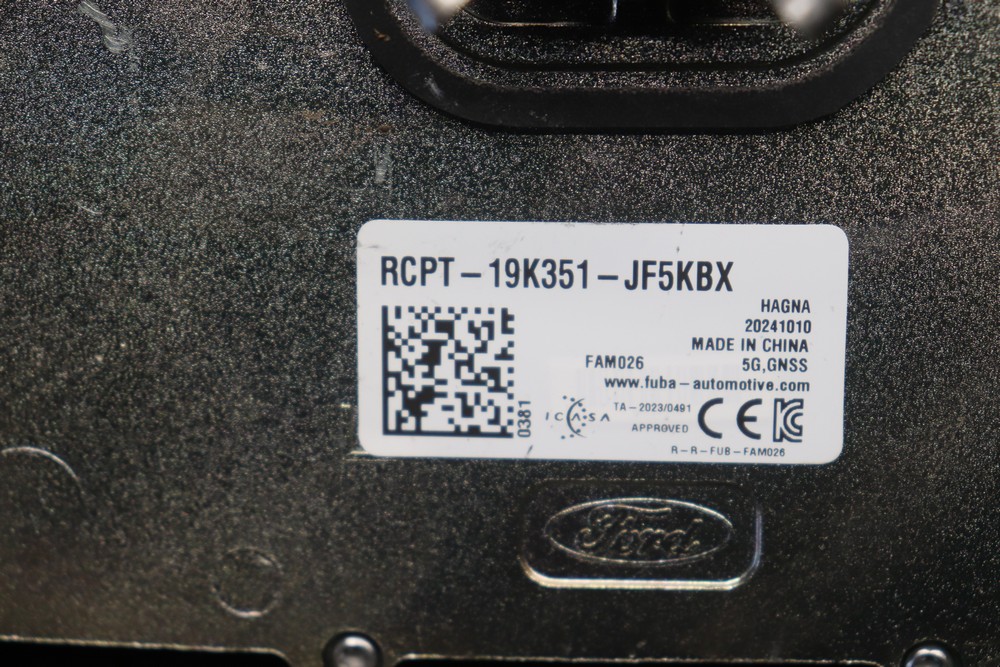 RCPT-19K351-JF5KBX
HAGNA
20241010
MADE IN CHINA
FAM026 5G,GNSS
www.fuba-automotive.com
0381
ICASA TA-2023/0491
APPROVED
CE
R-R-FUB-FAM026
Ford